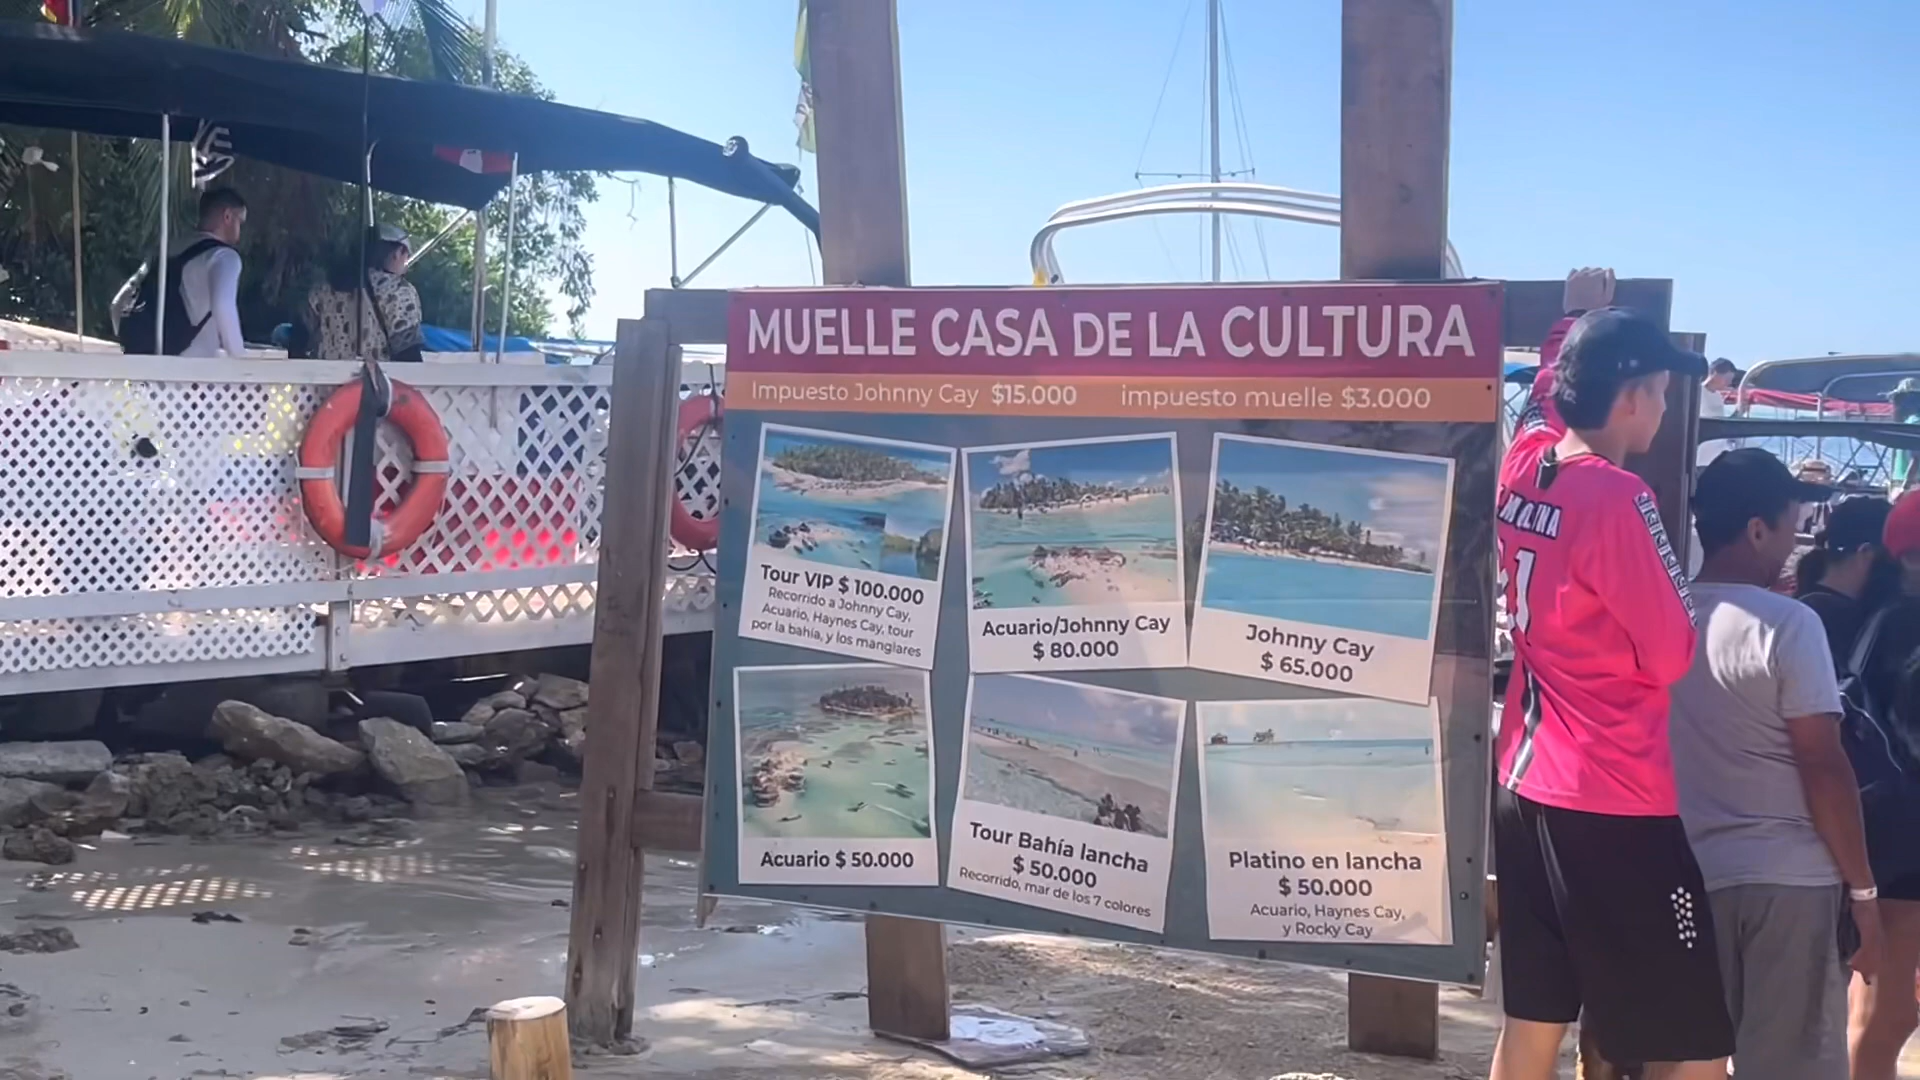 MUELLE CASA DE LA CULTURA
Impuesto Johnny Cay $15.000 impuesto muelle $3.000
Tour VIP $ 100.000
Recorrido a Johnny Cay,
Acuario, Haynes Cay, tour
por la bahía, y los manglares
Acuario/Johnny Cay
$ 80.000
Johnny Cay
$ 65.000
Acuario $ 50.000
Tour Bahía lancha
$ 50.000
Recorrido, mar de los 7 colores
Platino en lancha
$ 50.000
Acuario, Haynes Cay,
y Rocky Cay